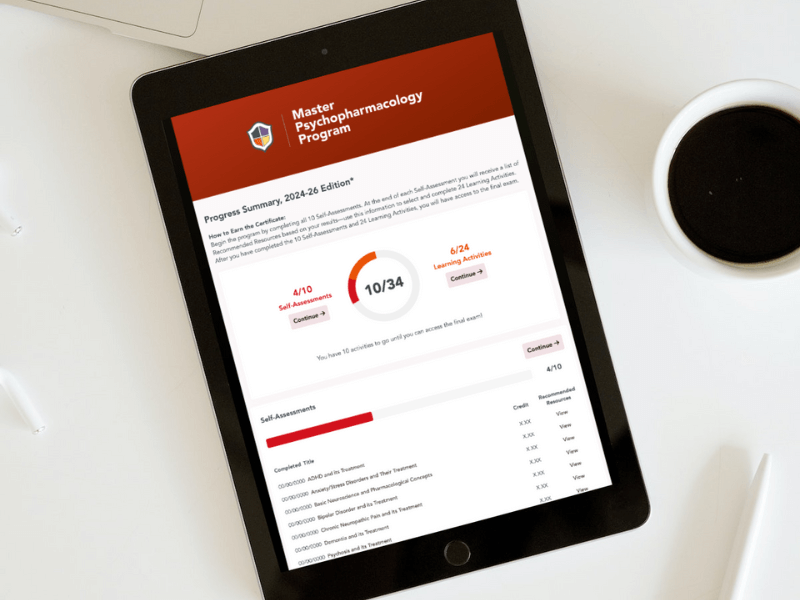 Master
Psychopharmacology
Program
Progress Summary, 2024-26 Edition*
How to Earn the Certificate:
Begin the program by completing all 10 Self-Assessments. At the end of each Self-Assessment you will receive a list of
Recommended Resources based on your results—use this information to select and complete 24 Learning Activities.
After you have completed the 10 Self-Assessments and 24 Learning Activities, you will have access to the final exam.
4/10
Self-Assessments
Continue →
10/34
6/24
Learning Activities
Continue →
You have 10 activities to go until you can access the final exam!
Continue →
Self-Assessments
4/10
Completed Title Credit Recommended Resources
00/00/0000 ADHD and its Treatment X.XX View
00/00/0000 Anxiety/Stress Disorders and Their Treatment X.XX View
00/00/0000 Basic Neuroscience and Pharmacological Concepts X.XX View
00/00/0000 Bipolar Disorder and its Treatment X.XX View
00/00/0000 Chronic Neuropathic Pain and its Treatment X.XX View
00/00/0000 Dementia and its Treatment X.XX View
00/00/0000 Psychosis and its Treatment X.XX View